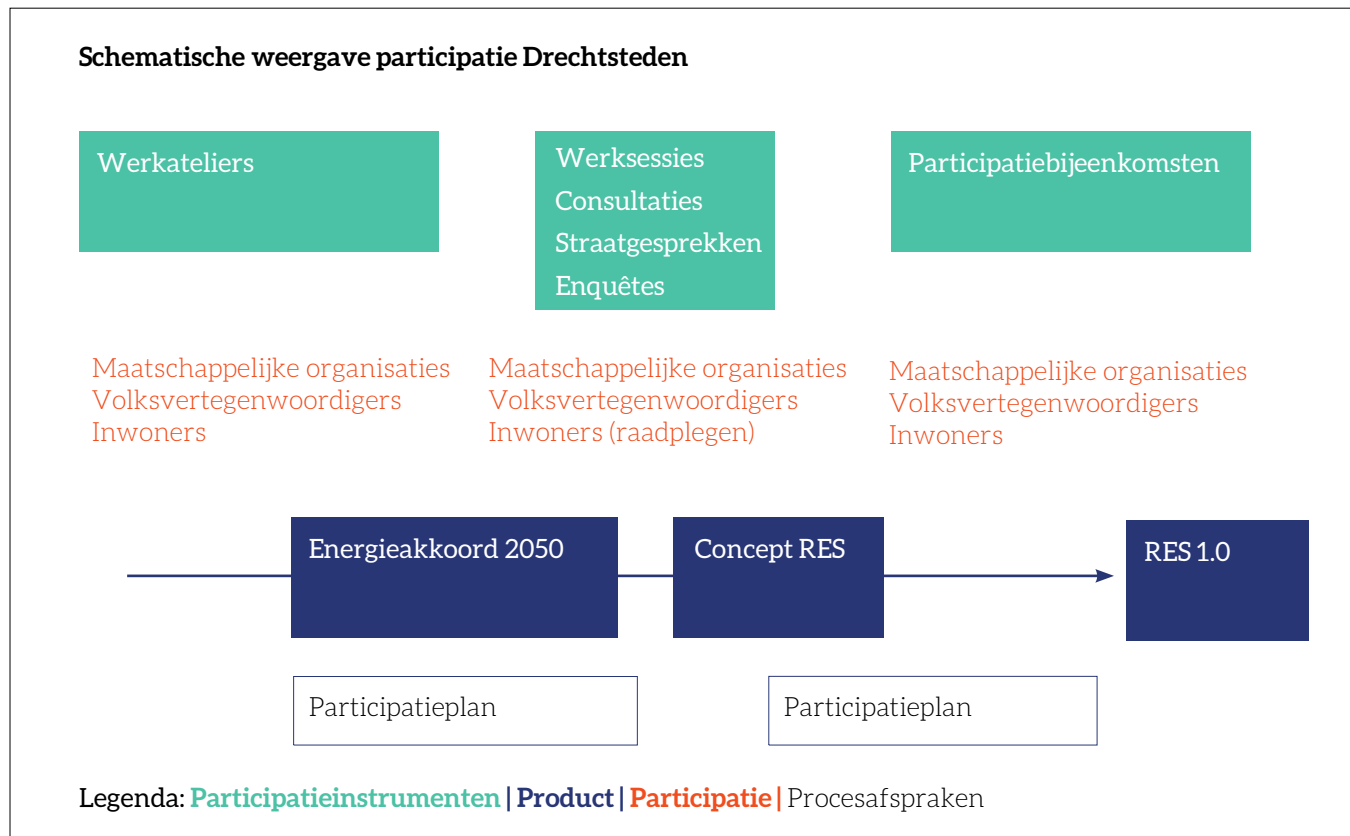 Schematische weergave participatie Drechtsteden
Werkateliers
Werksessies
Consultaties
Straatgesprekken
Enquêtes
Participatiebijeenkomsten
Maatschappelijke organisaties
Volksvertegenwoordigers
Inwoners
Maatschappelijke organisaties
Volksvertegenwoordigers
Inwoners (raadplegen)
Maatschappelijke organisaties
Volksvertegenwoordigers
Inwoners
Energieakkoord 2050
Concept RES
RES 1.0
Participatieplan
Participatieplan
Legenda: Participatieinstrumenten | Product | Participatie | Procesafspraken